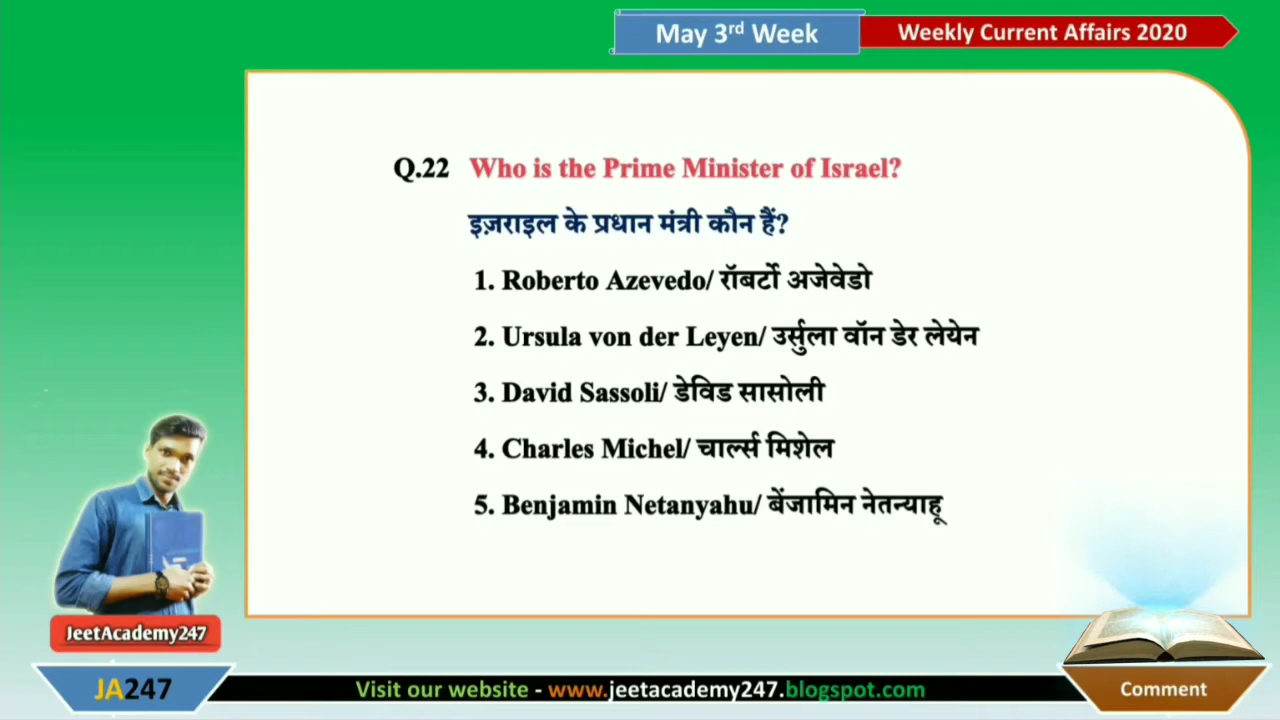 May 3rd Week
Weekly Current Affairs 2020
Q.22 Who is the Prime Minister of Israel?
इज़राइल के प्रधान मंत्री कौन हैं?
1. Roberto Azevedo/ रॉबर्टो अजेवेडो
2. Ursula von der Leyen/ उर्सुला वॉन डेर लेयेन
3. David Sassoli/ डेविड सासोली
4. Charles Michel/ चार्ल्स मिशेल
5. Benjamin Netanyahu/ बेंजामिन नेतन्याहू
JeetAcademy247
JA247
Visit our website - www.jeetacademy247.blogspot.com
Comment